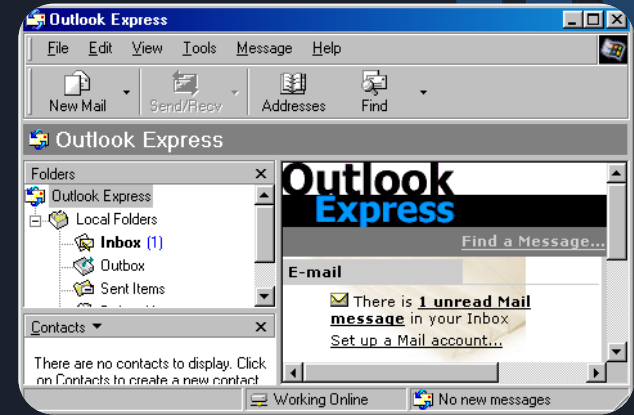 Outlook Express
File Edit View Tools Message Help
New Mail Send/Recv Addresses Find
Outlook Express
Folders x
Outlook Express
Local Folders
Inbox (1)
Outbox
Sent Items
Contacts x
There are no contacts to display. Click
on Contacts to create a new contact
Outlook
Express
Find a Message...
E-mail
There is 1 unread Mail
message in your Inbox
Set up a Mail account...
Working Online No new messages